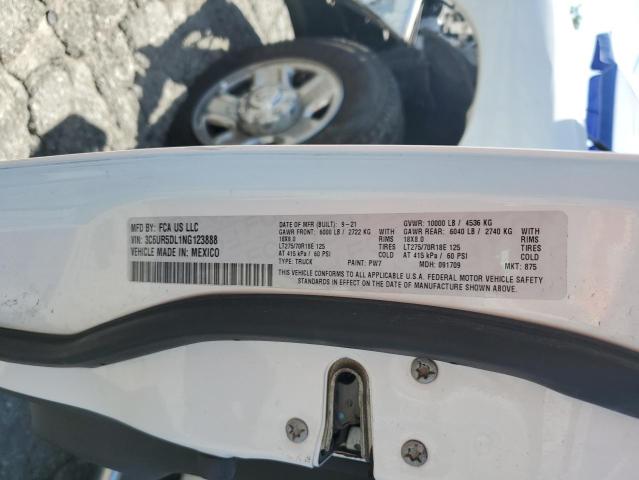 MFD BY: FCA US LLC
VIN: 3C6UR5DL1NG123888
VEHICLE MADE IN: MEXICO
DATE OF MFR (BUILT): 9-21
GAWR FRONT: 6000 LB / 2722 KG WITH
18X8.0 RIMS
LT275/70R18E 125 TIRES
AT 415 kPa / 60 PSI COLD
TYPE: TRUCK PAINT: PW7
GVWR: 10000 LB / 4536 KG
GAWR REAR: 6040 LB / 2740 KG WITH
18X8.0 RIMS
LT275/70R18E 125 TIRES
AT 415 kPa / 60 PSI COLD
MDH: 091709 MKT: 875
THIS VEHICLE CONFORMS TO ALL APPLICABLE U.S.A. FEDERAL MOTOR VEHICLE SAFETY
STANDARDS IN EFFECT ON THE DATE OF MANUFACTURE SHOWN ABOVE.